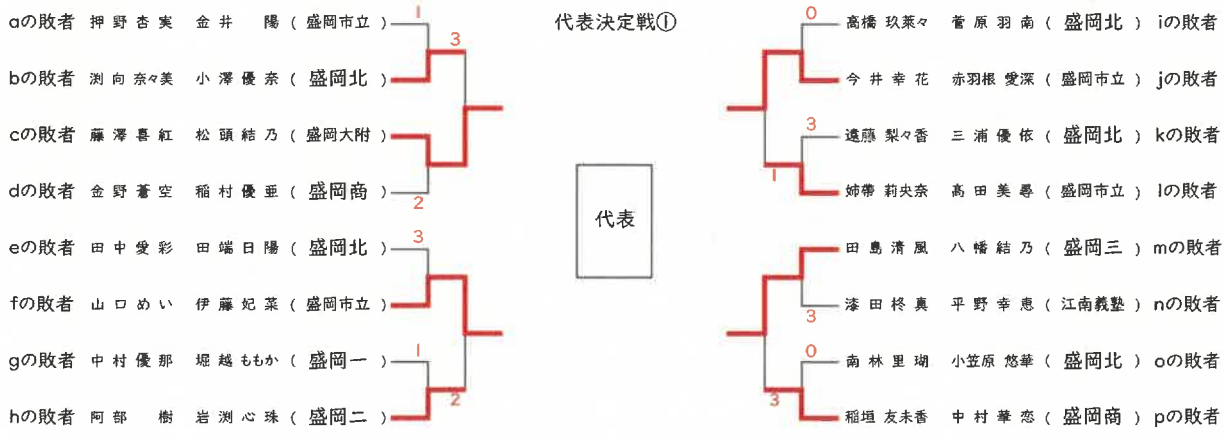 代表決定戦①
aの敗者 押野杏実 金井 陽 (盛岡市立) 1
3
bの敗者 渕向奈々美 小澤優奈 (盛岡北)
cの敗者 藤澤喜紅 松頭結乃 (盛岡大附)
dの敗者 金野蒼空 稲村優亜 (盛岡商) 2
eの敗者 田中愛彩 田端日陽 (盛岡北) 3
fの敗者 山口めい 伊藤妃菜 (盛岡市立)
gの敗者 中村優那 堀越ももか (盛岡一) 1
2
hの敗者 阿部 樹 岩渕心珠 (盛岡二)
代表
0 高橋玖莱々 菅原羽南 (盛岡北) iの敗者
今井幸花 赤羽根愛深 (盛岡市立) jの敗者
3 遠藤梨々香 三浦優依 (盛岡北) kの敗者
1
姉帶莉央奈 高田美尋 (盛岡市立) lの敗者
田島清風 八幡結乃 (盛岡三) mの敗者
3 漆田柊真 平野幸恵 (江南義塾) nの敗者
0 南林里瑚 小笠原悠華 (盛岡北) oの敗者
3
稲垣友未香 中村華恋 (盛岡商) pの敗者